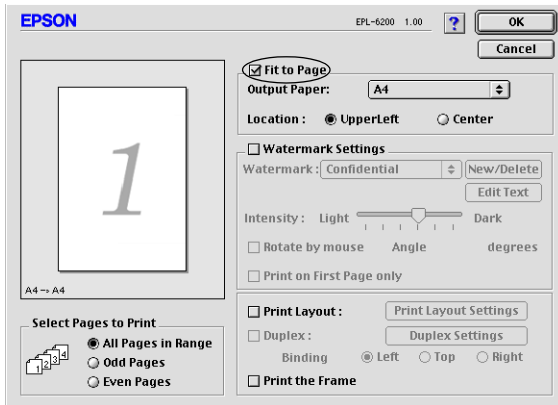 EPSON
EPL-6200 1.00
?
OK
Cancel
1
A4 -> A4
Fit to Page
Output Paper: A4
Location : UpperLeft Center
Watermark Settings
Watermark : Confidential New/Delete
Edit Text
Intensity : Light Dark
Rotate by mouse Angle degrees
Print on First Page only
Select Pages to Print
1 2 3 4
All Pages in Range
Odd Pages
Even Pages
Print Layout : Print Layout Settings
Duplex : Duplex Settings
Binding Left Top Right
Print the Frame